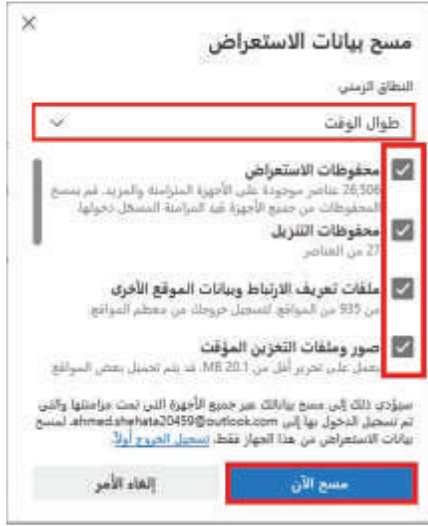 مسح بيانات الاستعراض
النطاق الزمني
طوال الوقت
محفوظات الاستعراض
26,506 عناصر موجودة على الأجهزة المتزامنة والمزيد. قم بمسح
المحفوظات من جميع الأجهزة قيد المزامنة المسجل دخولها.
محفوظات التنزيل
27 من العناصر
ملفات تعريف الارتباط وبيانات الموقع الأخرى
من 935 من المواقع. لتسجيل خروجك من معظم المواقع.
صور وملفات التخزين المؤقت
يعمل على تحرير أقل من 20.1 MB. قد يتم تحميل بعض المواقع
سيؤدي ذلك إلى مسح بياناتك عبر جميع الأجهزة التي تمت مزامنتها والتي
تم تسجيل الدخول بها إلى ahmed.shehata20459@outlook.com. لمسح
بيانات الاستعراض من هذا الجهاز فقط، تسجيل الخروج أولاً.
مسح الآن
إلغاء الأمر